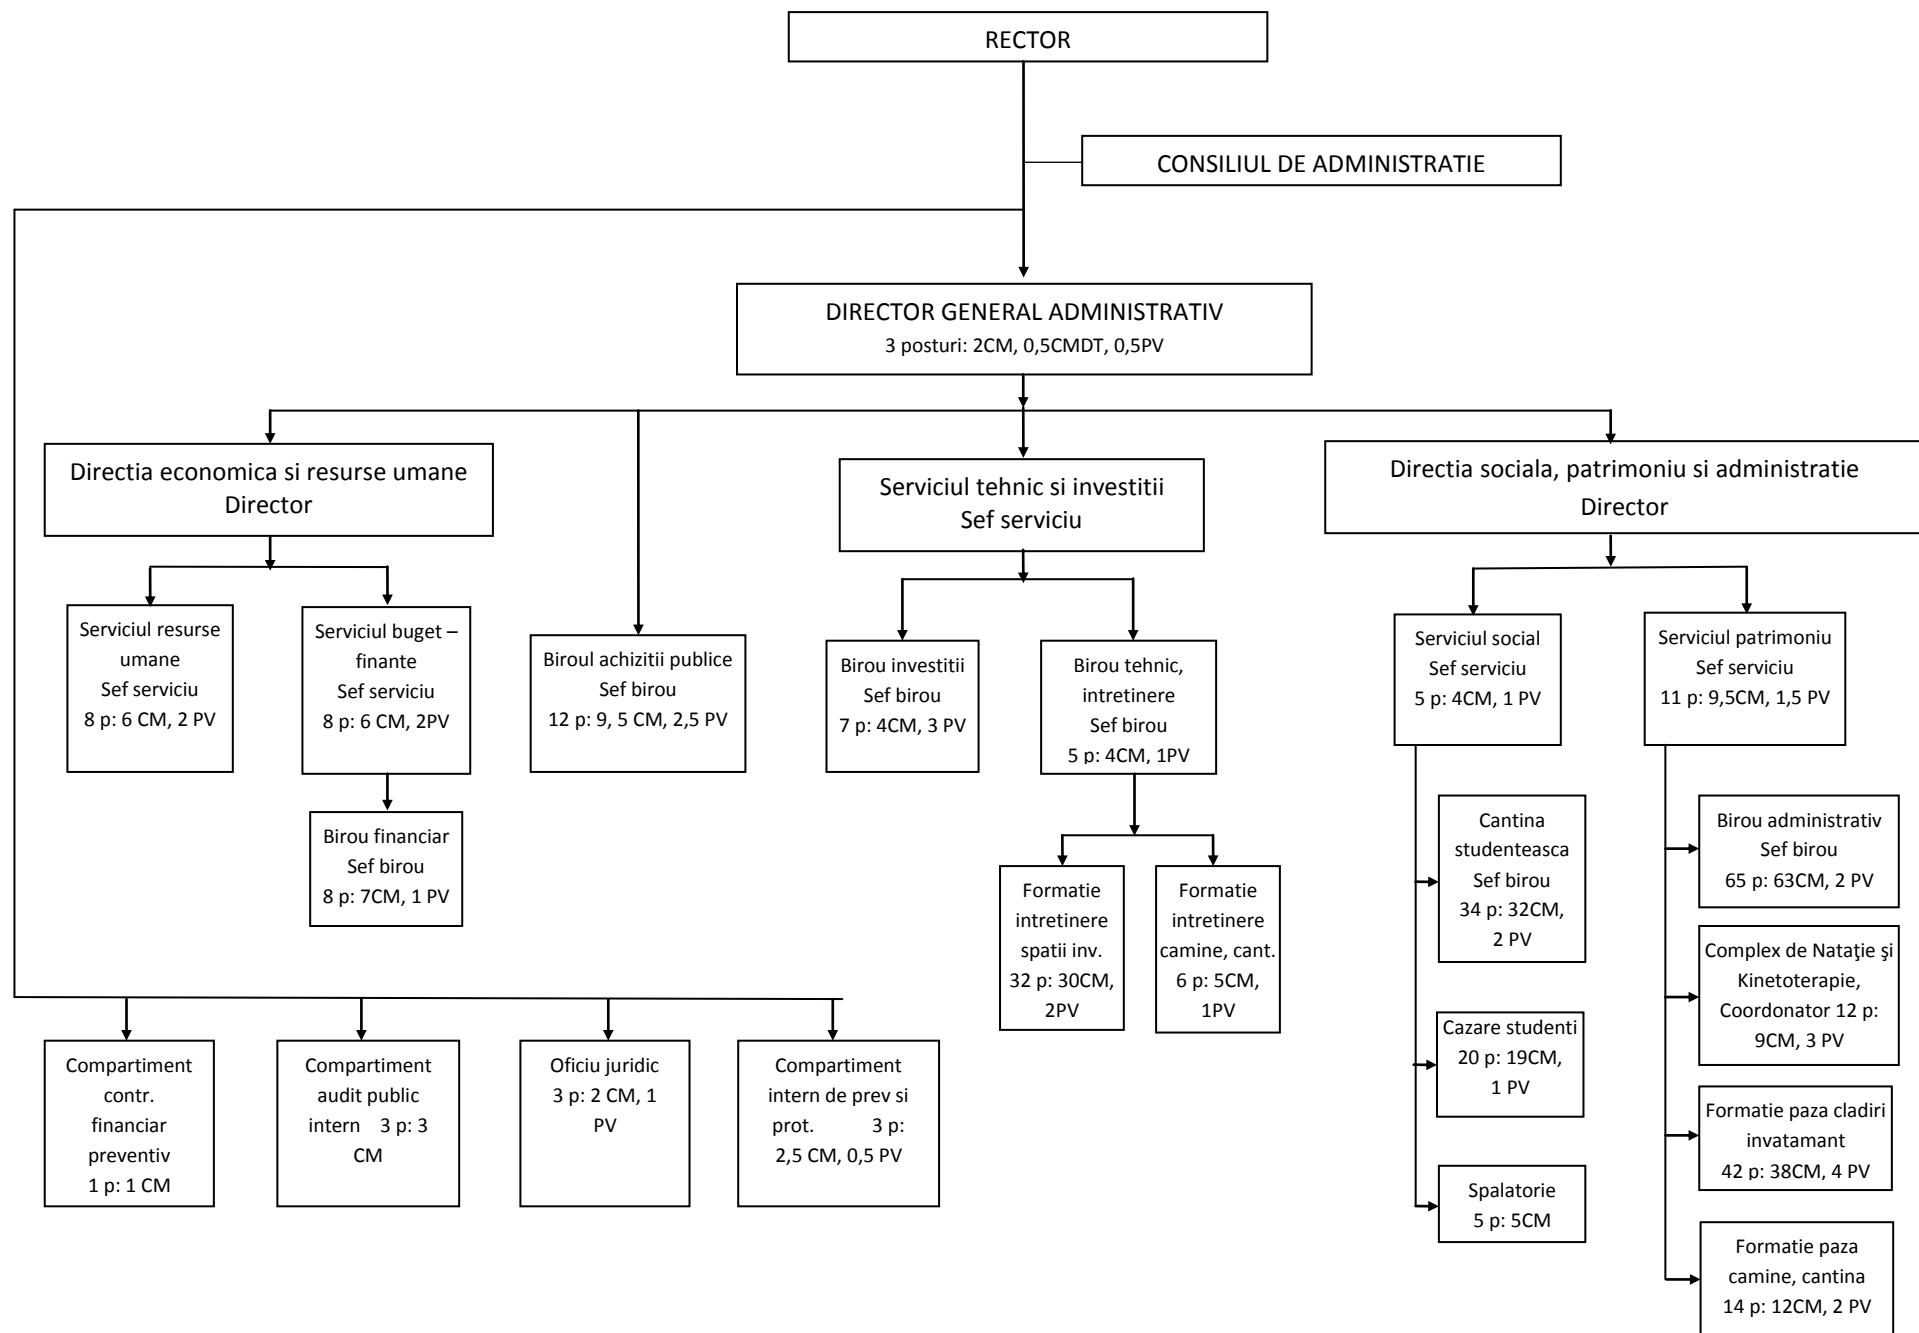 RECTOR
CONSILIUL DE ADMINISTRATIE
DIRECTOR GENERAL ADMINISTRATIV
3 posturi: 2CM, 0,5CMDT, 0,5PV
Directia economica si resurse umane
Director
Serviciul tehnic si investitii
Sef serviciu
Directia sociala, patrimoniu si administratie
Director
Serviciul resurse
umane
Sef serviciu
8 p: 6 CM, 2 PV
Serviciul buget –
finante
Sef serviciu
8 p: 6 CM, 2PV
Biroul achizitii publice
Sef birou
12 p: 9, 5 CM, 2,5 PV
Birou investitii
Sef birou
7 p: 4CM, 3 PV
Birou tehnic,
intretinere
Sef birou
5 p: 4CM, 1PV
Serviciul social
Sef serviciu
5 p: 4CM, 1 PV
Serviciul patrimoniu
Sef serviciu
11 p: 9,5CM, 1,5 PV
Birou financiar
Sef birou
8 p: 7CM, 1 PV
Formatie
intretinere
spatii inv.
32 p: 30CM,
2PV
Formatie
intretinere
camine, cant.
6 p: 5CM,
1PV
Cantina
studenteasca
Sef birou
34 p: 32CM,
2 PV
Cazare studenti
20 p: 19CM,
1 PV
Spalatorie
5 p: 5CM
Birou administrativ
Sef birou
65 p: 63CM, 2 PV
Complex de Nataţie şi
Kinetoterapie,
Coordonator 12 p:
9CM, 3 PV
Formatie paza cladiri
invatamant
42 p: 38CM, 4 PV
Formatie paza
camine, cantina
14 p: 12CM, 2 PV
Compartiment
contr.
financiar
preventiv
1 p: 1 CM
Compartiment
audit public
intern 3 p: 3
CM
Oficiu juridic
3 p: 2 CM, 1
PV
Compartiment
intern de prev si
prot. 3 p:
2,5 CM, 0,5 PV